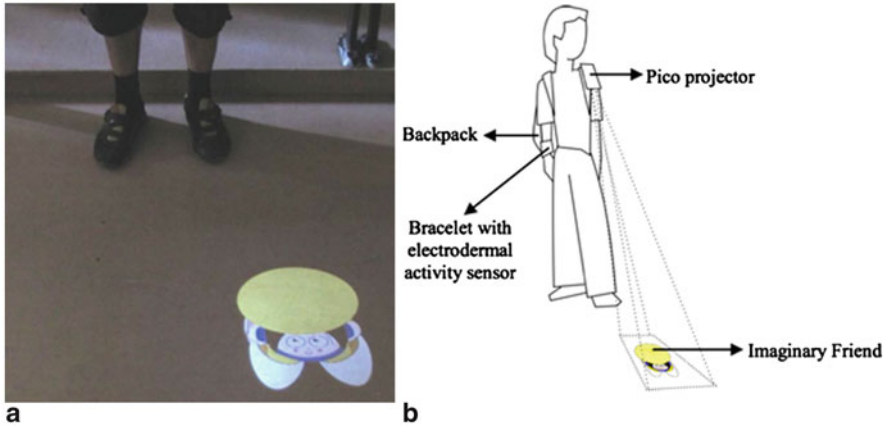 Pico projector
Backpack
Bracelet with
electrodermal
activity sensor
Imaginary Friend
a
b